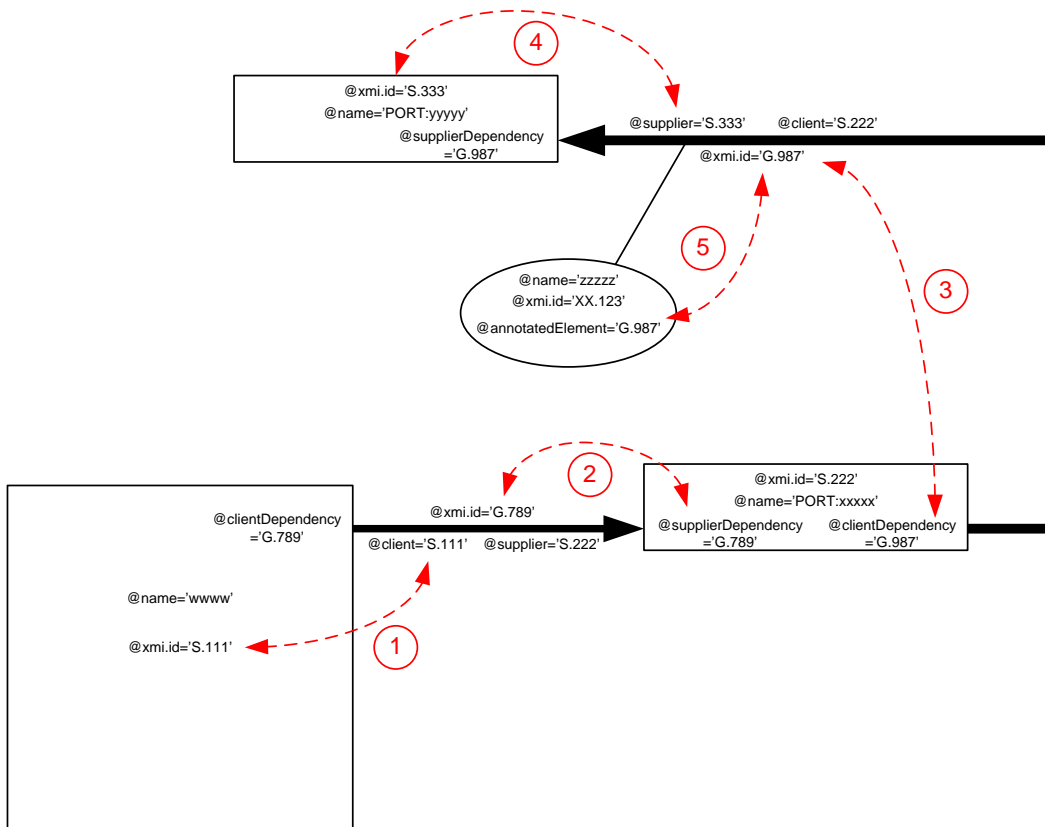 4
@xmi.id='S.333’
@name='PORT:yyyyy’
@supplierDependency
='G.987’
@supplier='S.333’ @client='S.222’
@xmi.id='G.987’
5
@name='zzzzz’
@xmi.id='XX.123’
@annotatedElement='G.987’
3
2
@xmi.id='S.222’
@name='PORT:xxxxx’
@supplierDependency
='G.789’
@clientDependency
='G.987’
@clientDependency
='G.789’
@xmi.id='G.789’
@client='S.111’ @supplier='S.222’
@name='wwww’
@xmi.id='S.111’
1